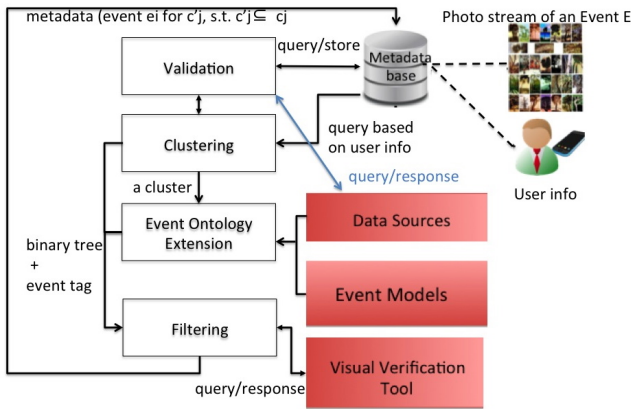 metadata (event ei for c'j, s.t. c'j⊆ cj
Photo stream of an Event E
query/store
Validation
Metadata
base
query based
on user info
Clustering
query/response
User info
a cluster
Event Ontology
Extension
Data Sources
binary tree
+
event tag
Event Models
Filtering
Visual Verification
Tool
query/response